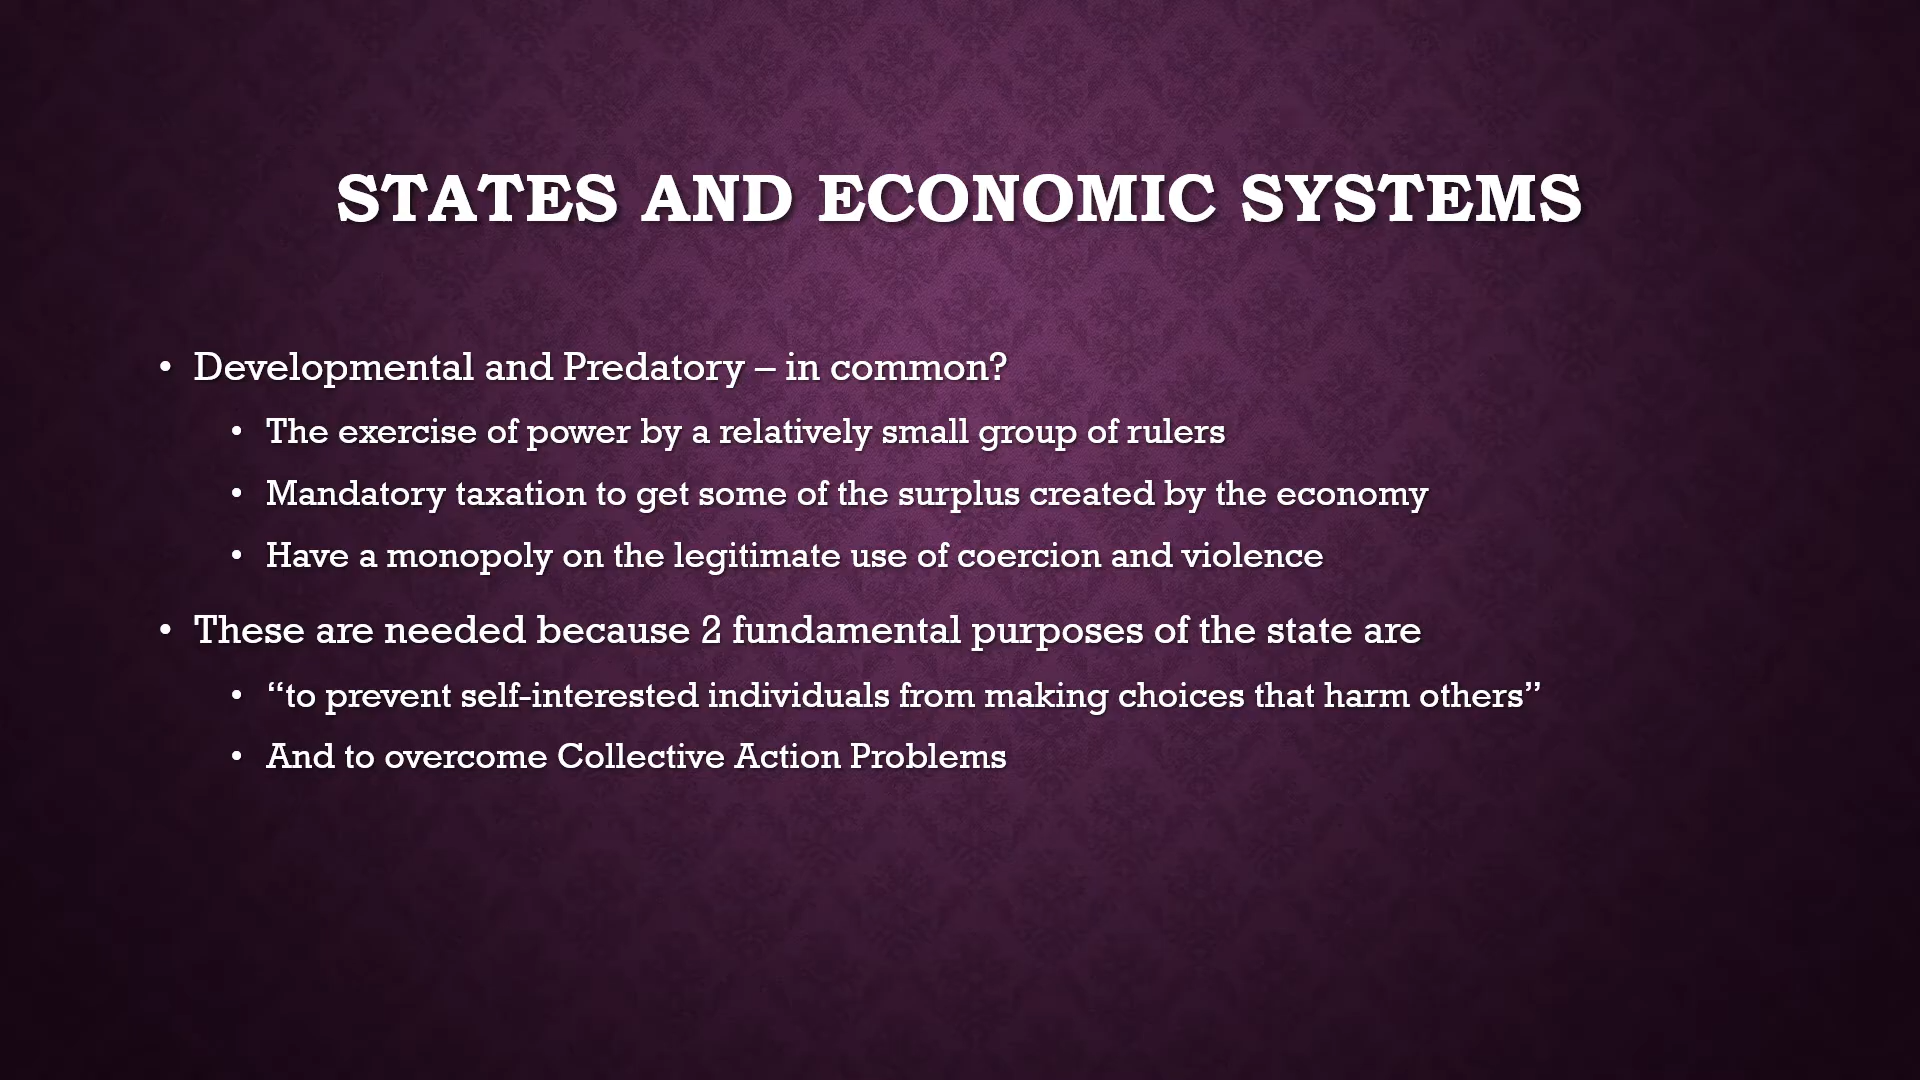 STATES AND ECONOMIC SYSTEMS
• Developmental and Predatory – in common?
• The exercise of power by a relatively small group of rulers
• Mandatory taxation to get some of the surplus created by the economy
• Have a monopoly on the legitimate use of coercion and violence
• These are needed because 2 fundamental purposes of the state are
• “to prevent self-interested individuals from making choices that harm others”
• And to overcome Collective Action Problems